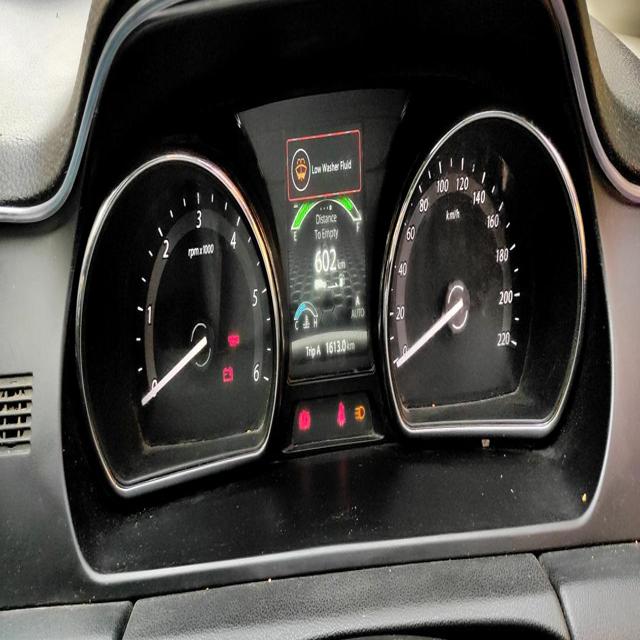 Low Washer Fluid
E F
Distance
To Empty
602 km
C H
A
AUTO
Trip A 1613.0 km
rpm x 1000
0
1
2
3
4
5
6
km/h
0
20
40
60
80
100
120
140
160
180
200
220